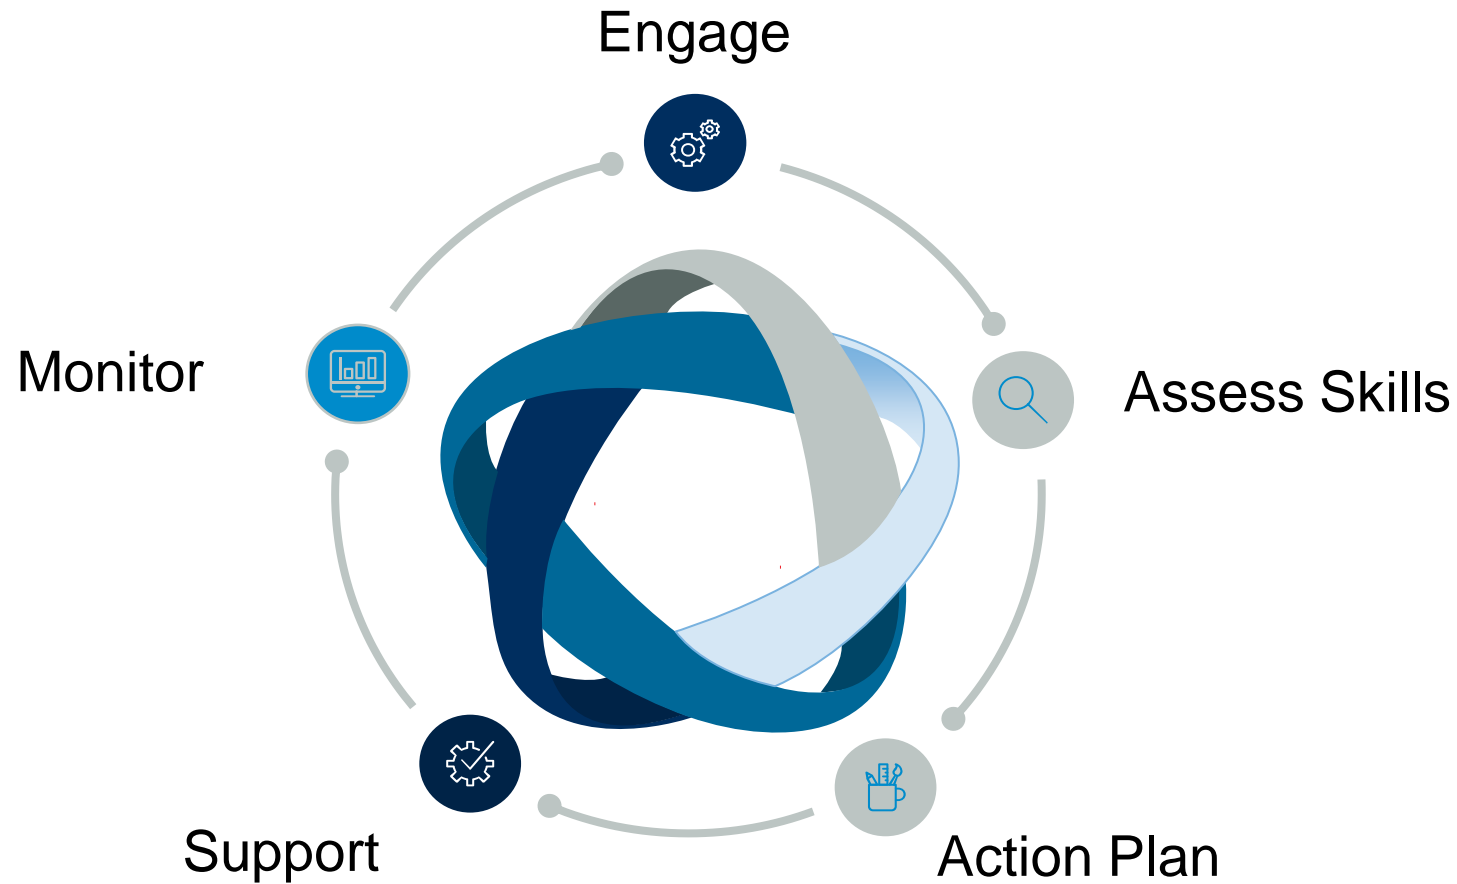 Engage
Monitor
Assess Skills
Support
Action Plan